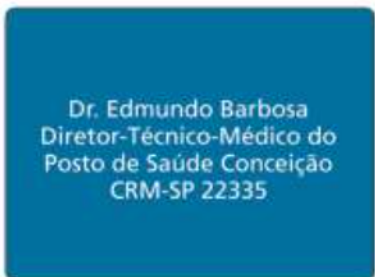 Dr. Edmundo Barbosa
Diretor-Técnico-Médico do
Posto de Saúde Conceição
CRM-SP 22335